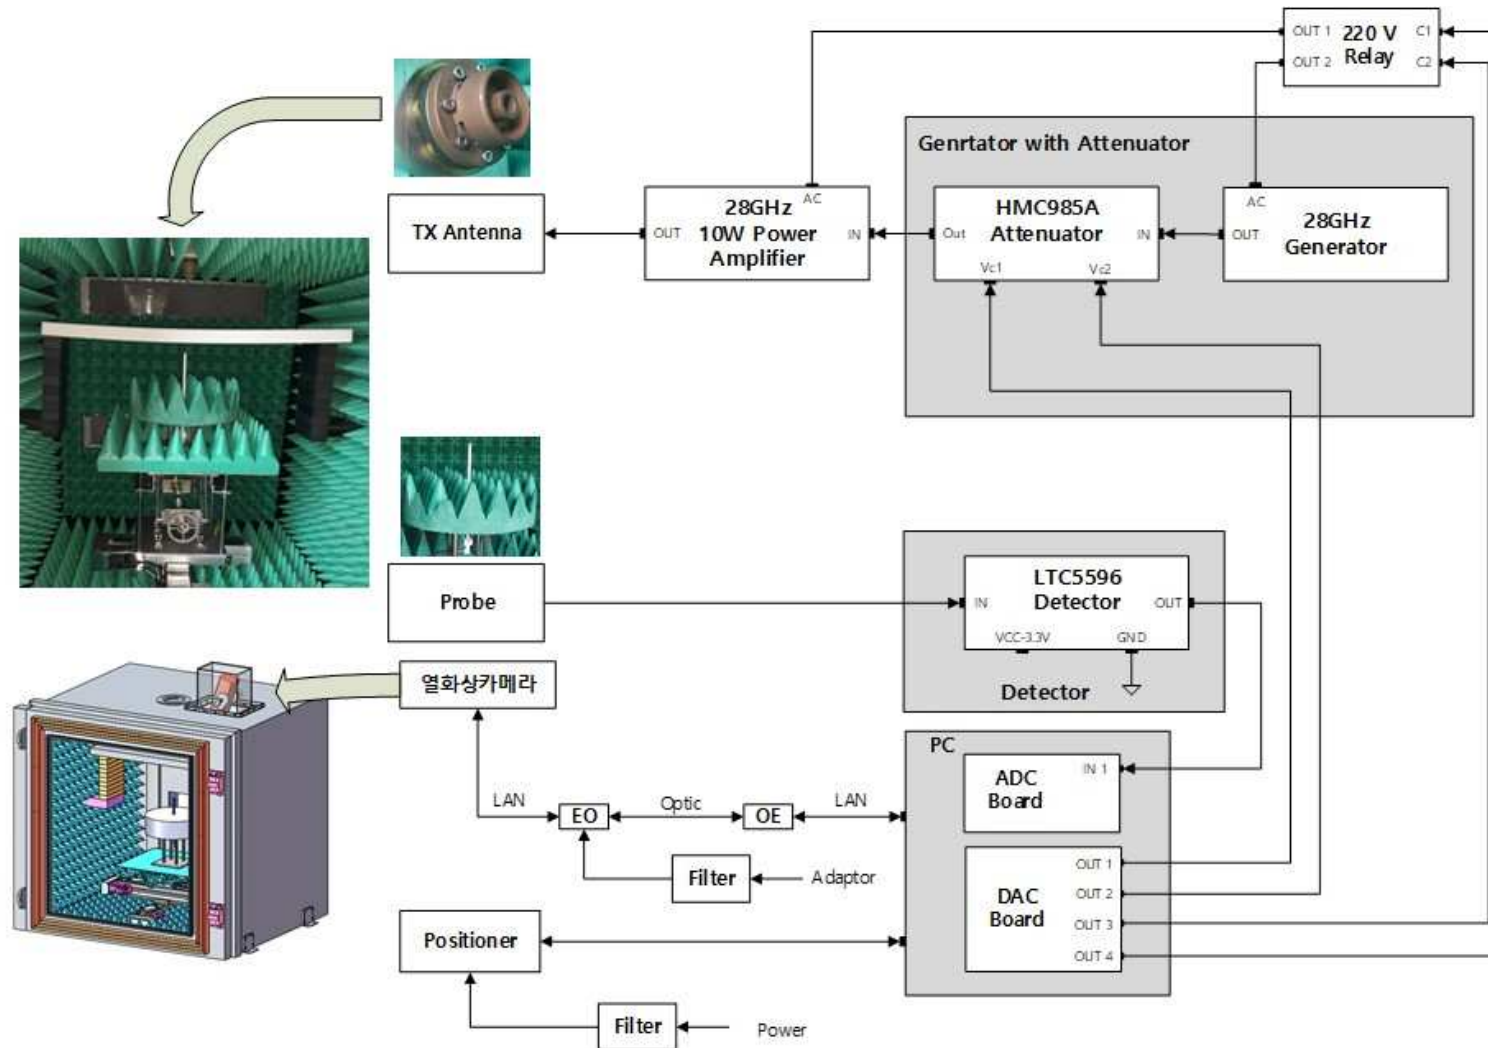 OUT 1
220 V
Relay
C1
OUT 2
C2
Genrtator with Attenuator
TX Antenna
28GHz
10W Power
Amplifier
AC
OUT
IN
HMC985A
Attenuator
Out
IN
Vc1
Vc2
AC
28GHz
Generator
OUT
Probe
LTC5596
Detector
IN
OUT
VCC-3.3V
GND
Detector
열화상카메라
PC
ADC
Board
IN 1
LAN
EO
Optic
OE
LAN
Filter
Adaptor
DAC
Board
OUT 1
OUT 2
OUT 3
OUT 4
Positioner
Filter
Power